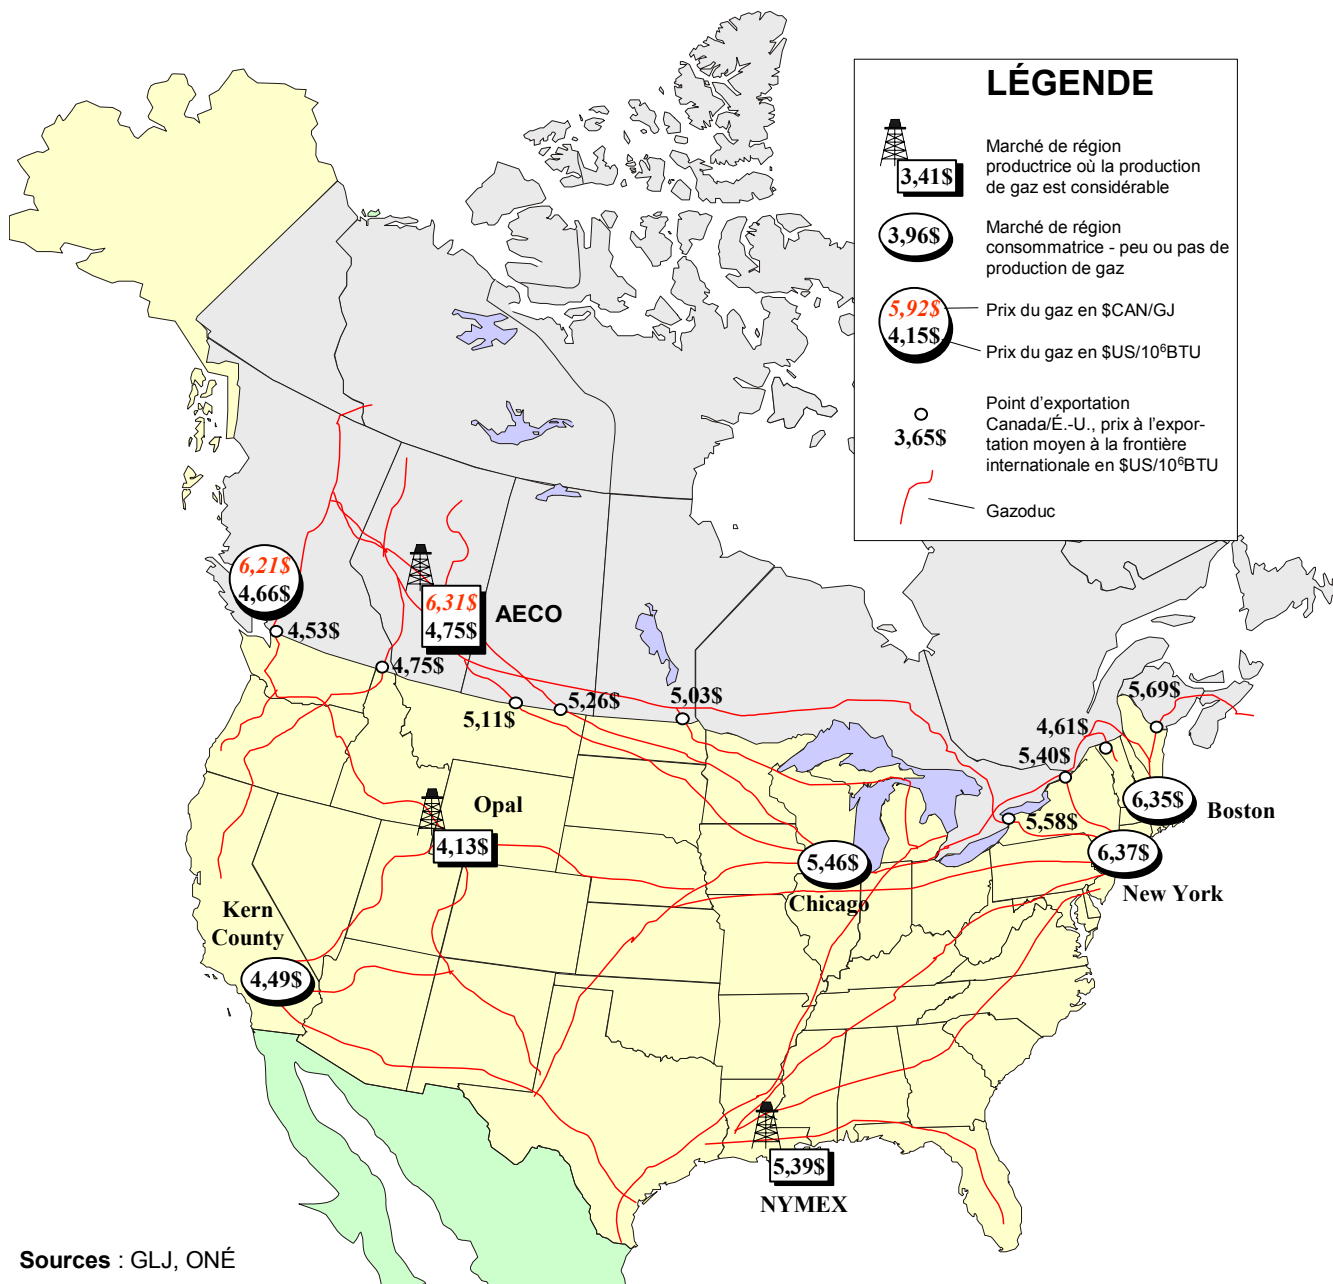 LÉGENDE
3,41$
Marché de région
productrice où la production
de gaz est considérable
3,96$
Marché de région
consommatrice - peu ou pas de
production de gaz
5,92$
4,15$
Prix du gaz en $CAN/GJ
Prix du gaz en $US/10⁶BTU
3,65$
Point d'exportation
Canada/É.-U., prix à l'expor-
tation moyen à la frontière
internationale en $US/10⁶BTU
Gazoduc
6,21$
4,66$
4,53$
6,31$
4,75$
AECO
4,75$
5,11$
5,26$
5,03$
5,69$
4,61$
5,40$
5,58$
6,35$
Boston
6,37$
New York
5,46$
Chicago
Opal
4,13$
Kern
County
4,49$
5,39$
NYMEX
Sources : GLJ, ONÉ